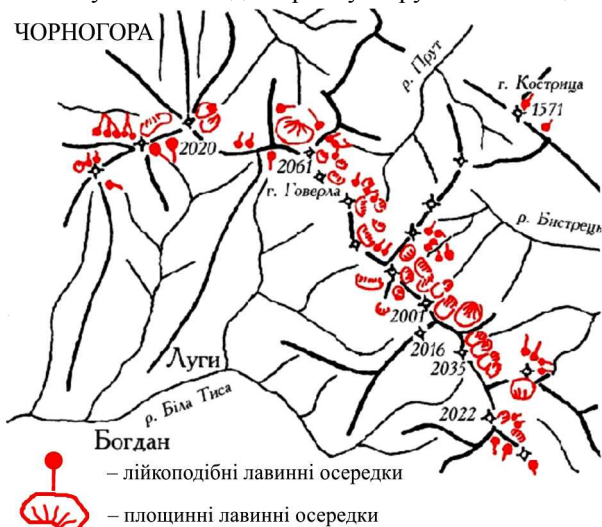 ЧОРНОГОРА
р. Прут
г. Кострица
1571
2020
2061
г. Говерла
р. Бистрець
2001
2016
2035
Луги
р. Біла Тиса
2022
Богдан
– лійкоподібні лавинні осередки
– площинні лавинні осередки